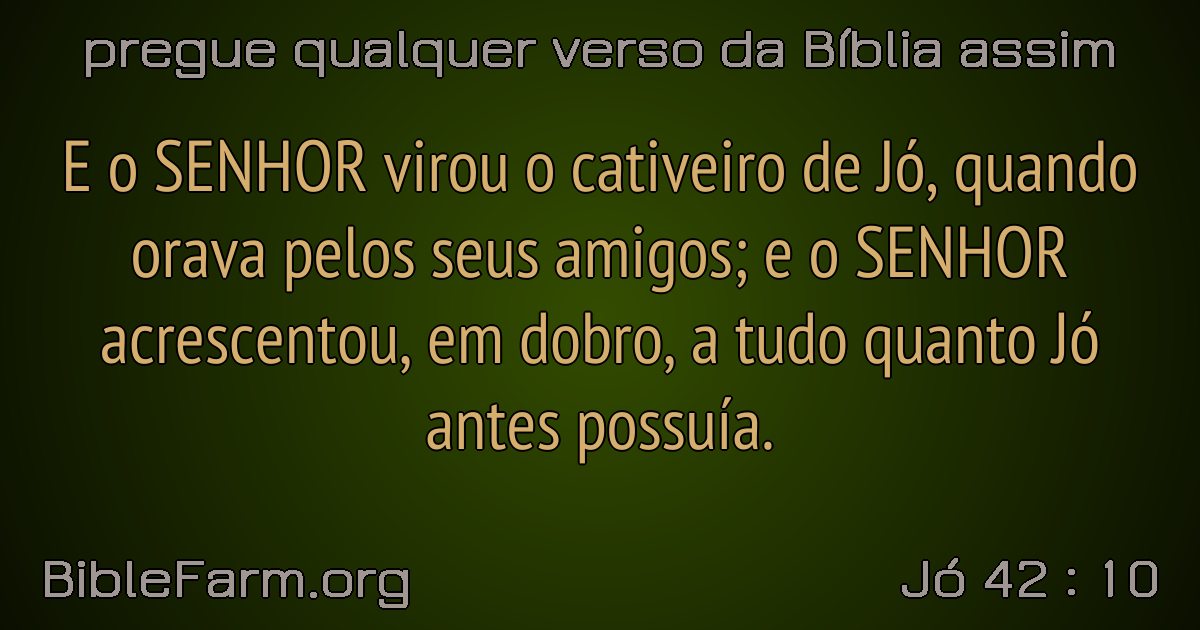 pregue qualquer verso da Bíblia assim
E o SENHOR virou o cativeiro de Jó, quando
orava pelos seus amigos; e o SENHOR
acrescentou, em dobro, a tudo quanto Jó
antes possuía.
BibleFarm.org
Jó 42 : 10